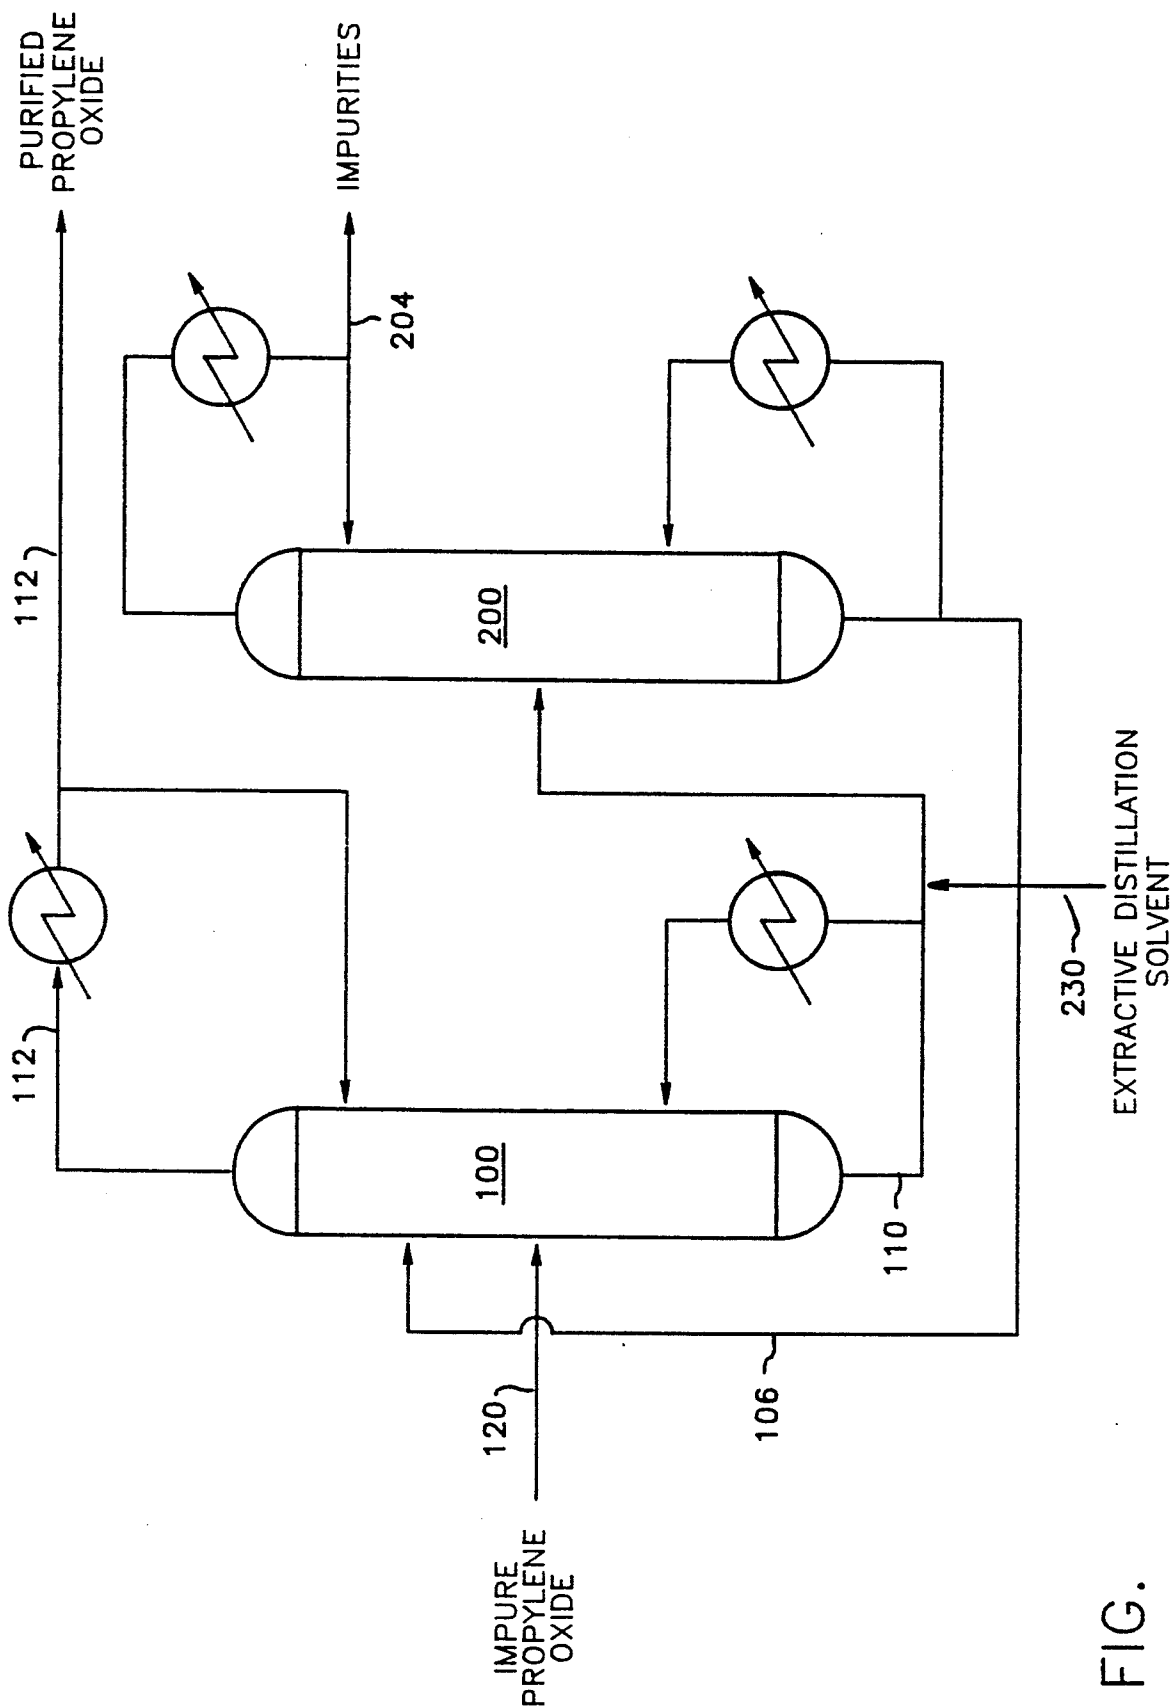 PURIFIED
PROPYLENE
OXIDE
112
112
IMPURITIES
204
100
200
120
IMPURE
PROPYLENE
OXIDE
106
110
230
EXTRACTIVE DISTILLATION
SOLVENT
FIG.